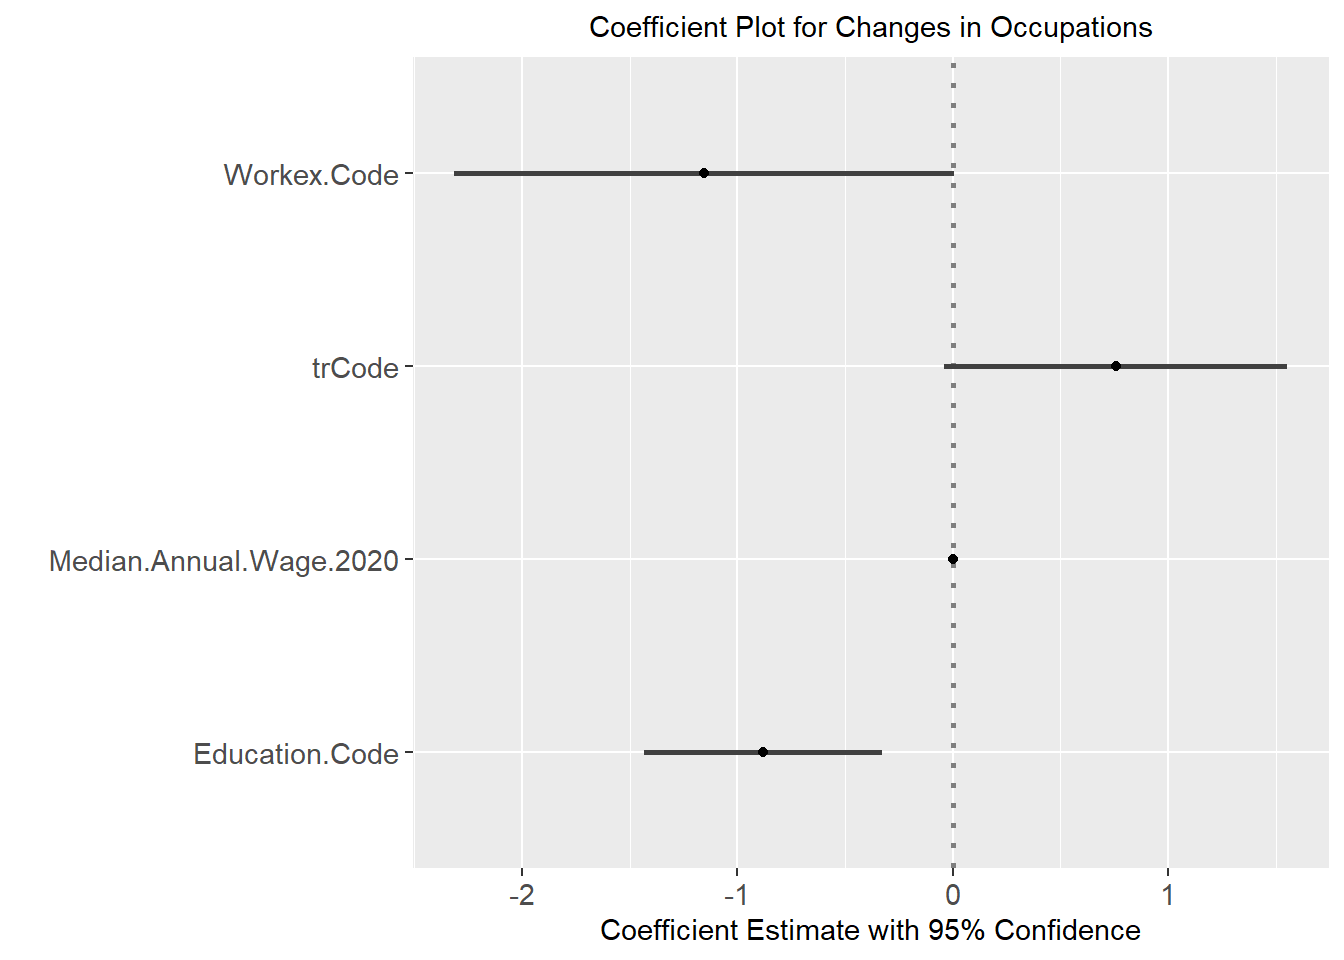 Coefficient Plot for Changes in Occupations
Workex.Code
trCode
Median.Annual.Wage.2020
Education.Code
-2 -1 0 1
Coefficient Estimate with 95% Confidence